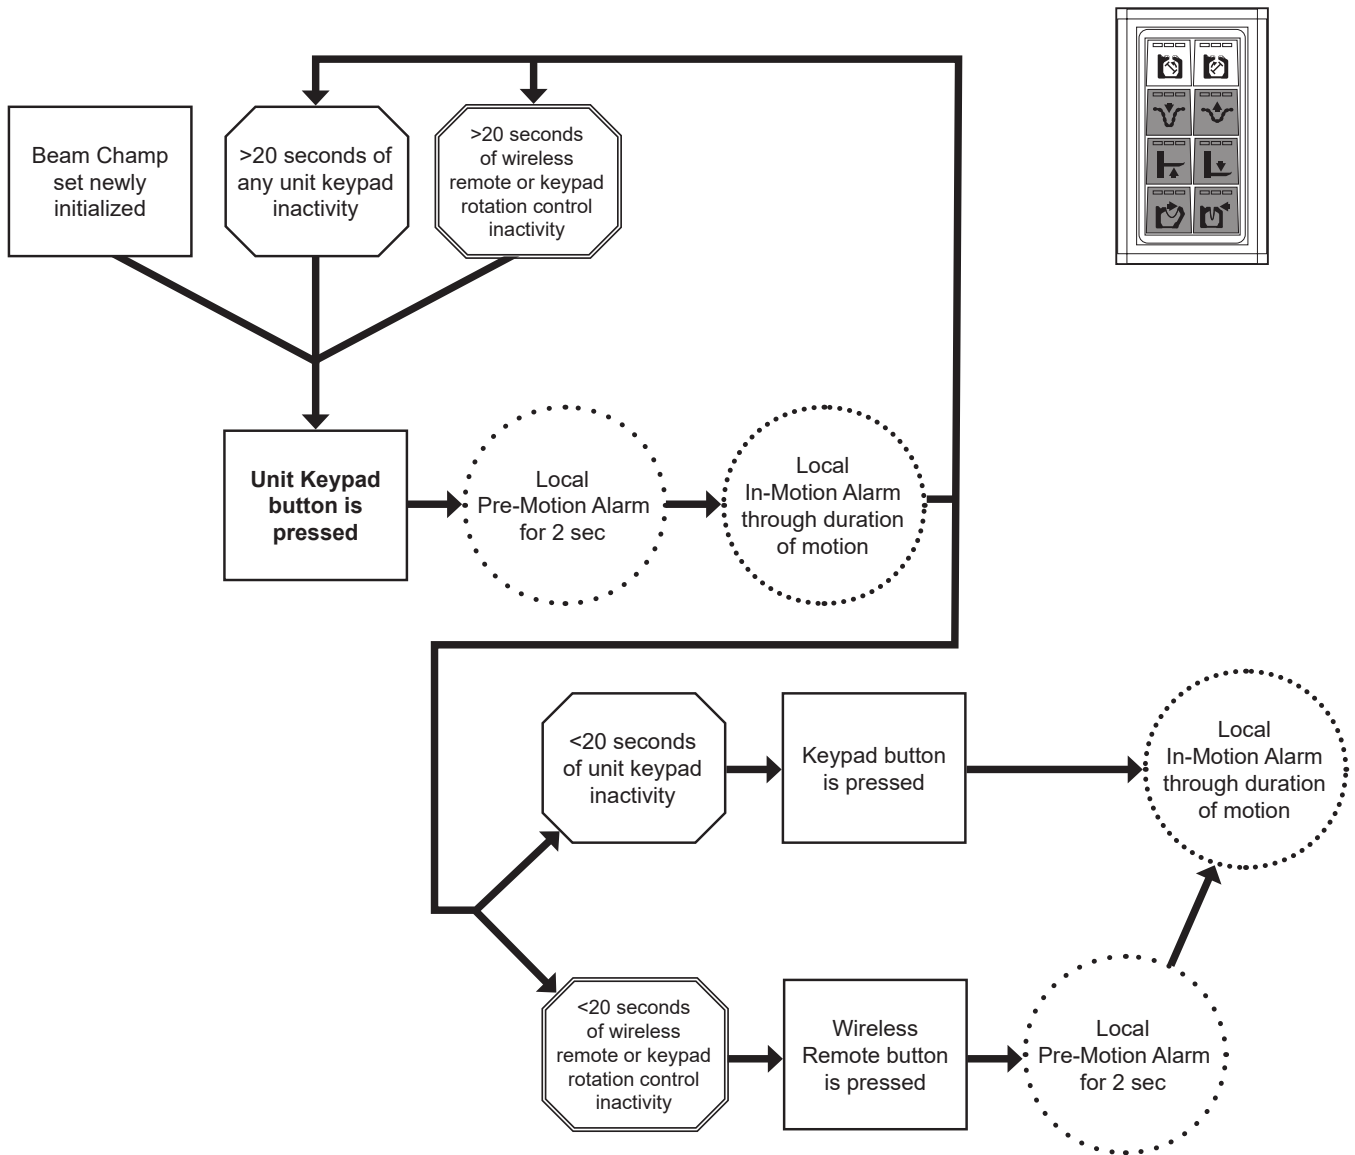 Beam Champ
set newly
initialized
>20 seconds of
any unit keypad
inactivity
>20 seconds
of wireless
remote or keypad
rotation control
inactivity
Unit Keypad
button is
pressed
Local
Pre-Motion Alarm
for 2 sec
Local
In-Motion Alarm
through duration
of motion
<20 seconds
of unit keypad
inactivity
Keypad button
is pressed
Local
In-Motion Alarm
through duration
of motion
<20 seconds
of wireless
remote or keypad
rotation control
inactivity
Wireless
Remote button
is pressed
Local
Pre-Motion Alarm
for 2 sec